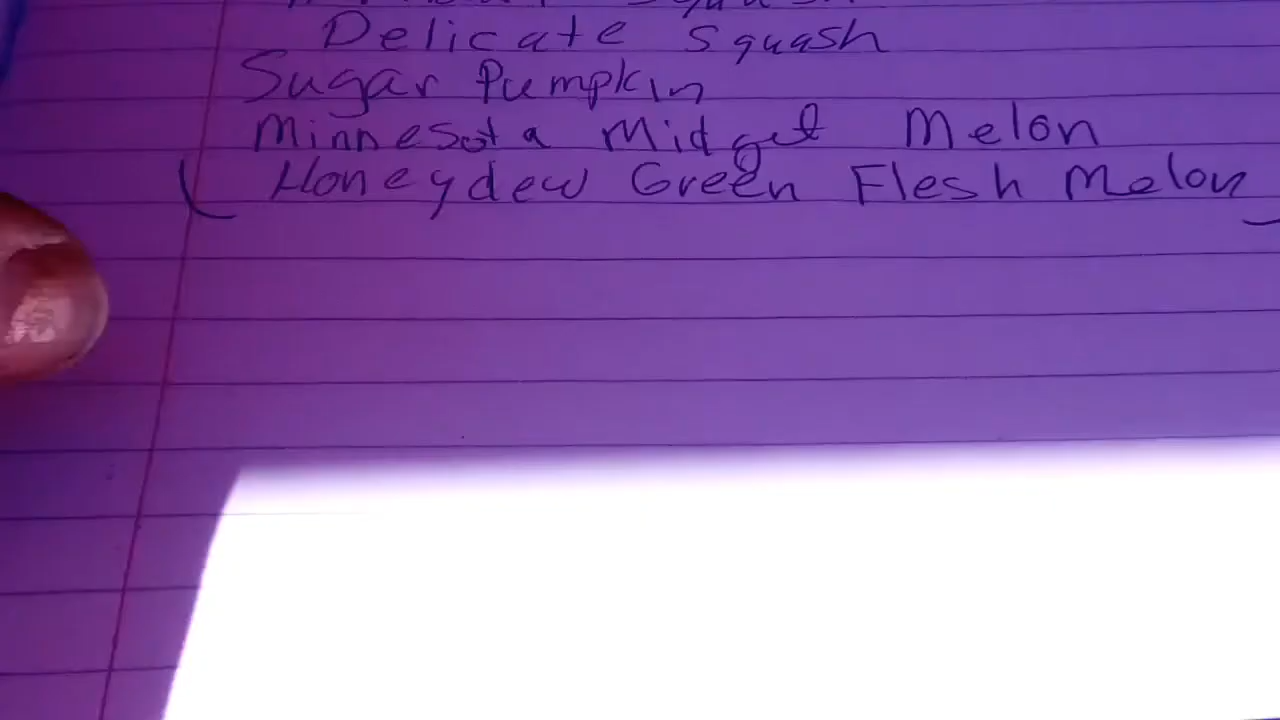 Delicate Squash
Sugar Pumpkin
Minnesota Midget Melon
(Honeydew Green Flesh Melon